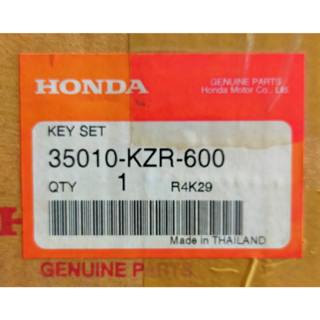 HONDA
GENUINE PARTS
Honda Motor Co., Ltd.
KEY SET
35010-KZR-600
QTY 1 R4K29
Made in THAILAND
GENUINE PARTS